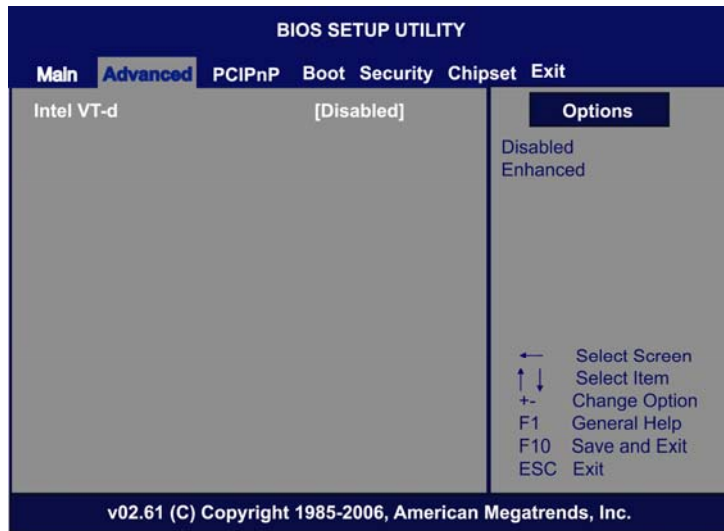 BIOS SETUP UTILITY
Main Advanced PCIPnP Boot Security Chipset Exit
Intel VT-d [Disabled]
Options
Disabled
Enhanced
← Select Screen
↑ ↓ Select Item
+- Change Option
F1 General Help
F10 Save and Exit
ESC Exit
v02.61 (C) Copyright 1985-2006, American Megatrends, Inc.